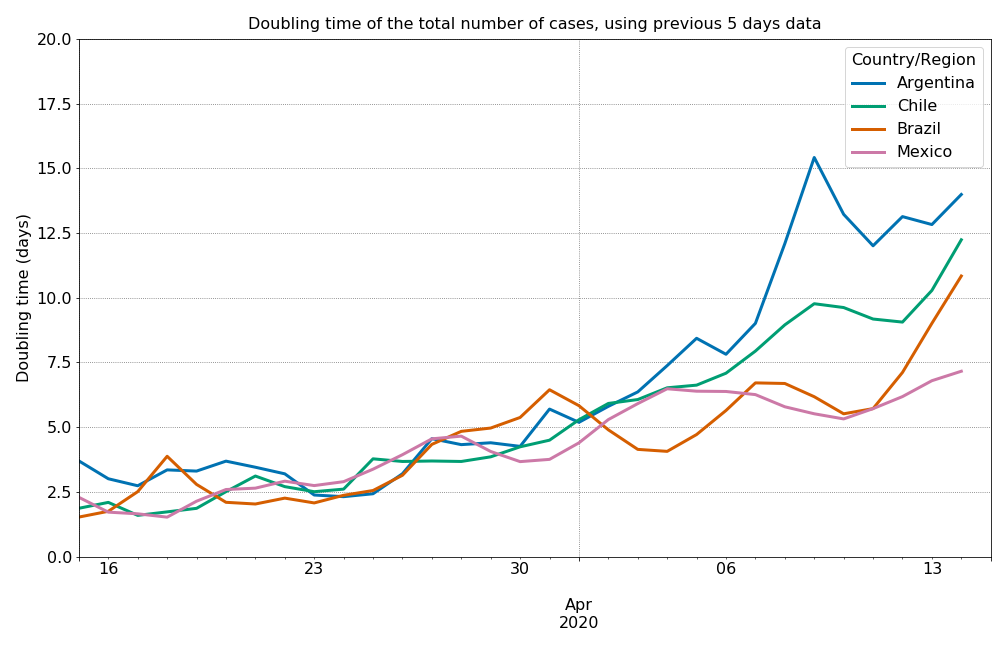 Doubling time of the total number of cases, using previous 5 days data
20.0
17.5
15.0
12.5
10.0
7.5
5.0
2.5
0.0
Doubling time (days)
Country/Region
Argentina
Chile
Brazil
Mexico
16 23 30 06 13
Apr
2020